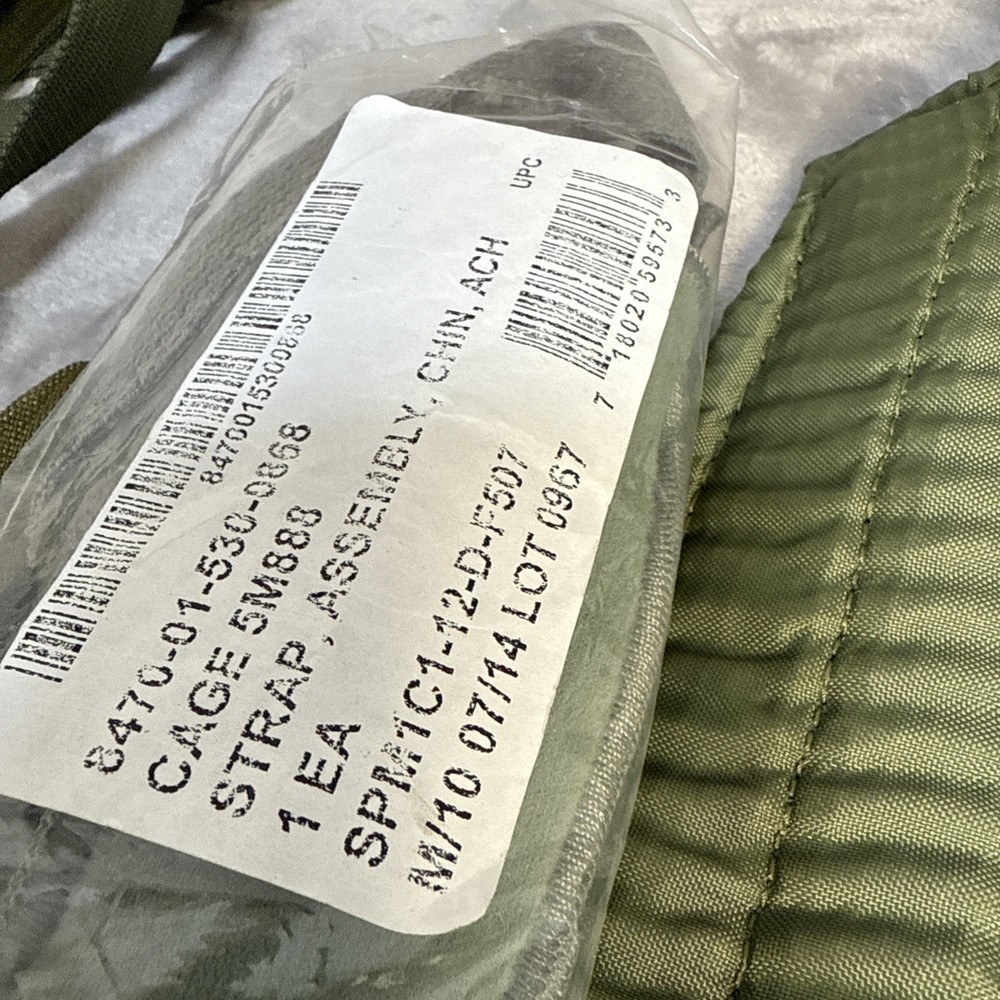 8470015300868
8470-01-530-0868
CAGE 5M888
STRAP, ASSEMBLY, CHIN, ACH
1 EA
SPM1C1-12-D-F507
M/10 07/14 LOT 0967
UPC
7 18020 59573 3